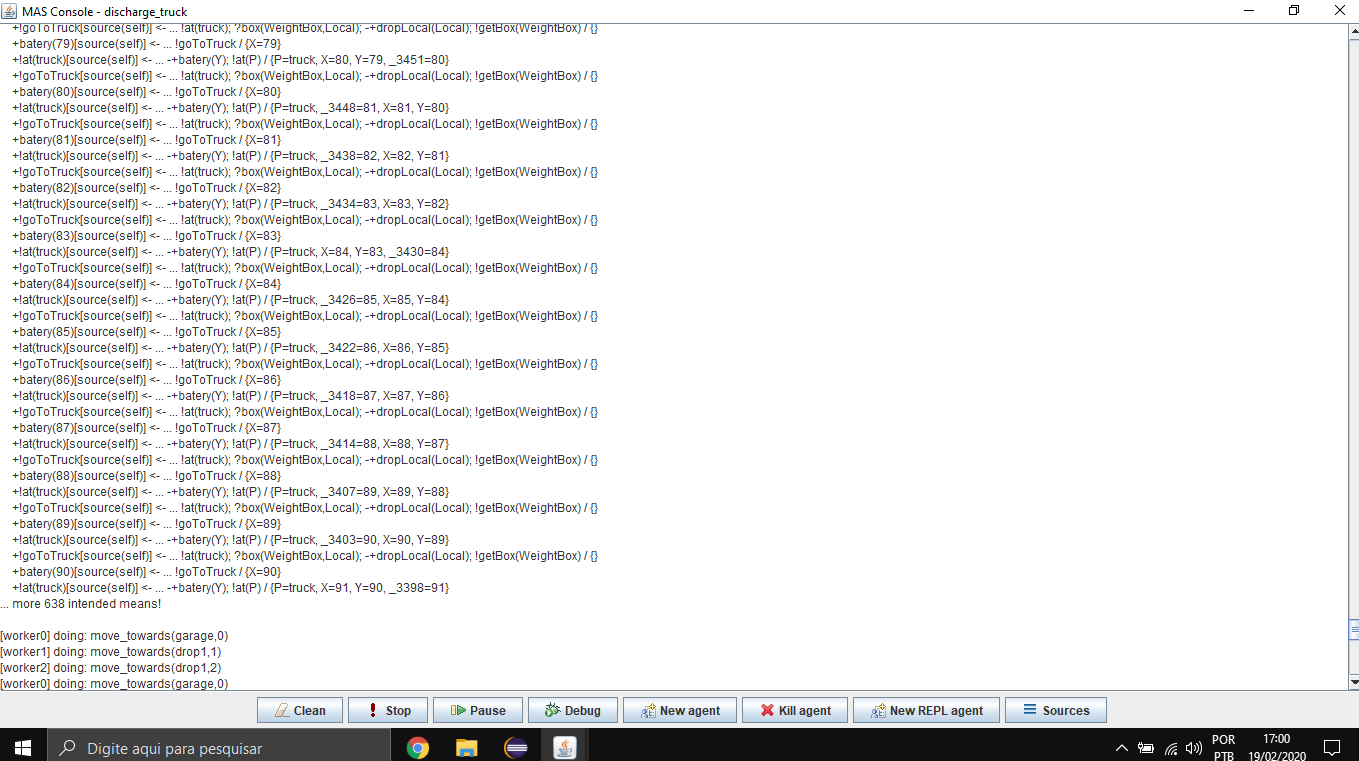 MAS Console - discharge_truck
+!goToTruck[source(self)] <- ... !at(truck); ?box(WeightBox,Local); -+dropLocal(Local); !getBox(WeightBox) / {}
+batery(79)[source(self)] <- ... !goToTruck / {X=79}
+!at(truck)[source(self)] <- ... -+batery(Y); !at(P) / {P=truck, X=80, Y=79, _3451=80}
+!goToTruck[source(self)] <- ... !at(truck); ?box(WeightBox,Local); -+dropLocal(Local); !getBox(WeightBox) / {}
+batery(80)[source(self)] <- ... !goToTruck / {X=80}
+!at(truck)[source(self)] <- ... -+batery(Y); !at(P) / {P=truck, _3448=81, X=81, Y=80}
+!goToTruck[source(self)] <- ... !at(truck); ?box(WeightBox,Local); -+dropLocal(Local); !getBox(WeightBox) / {}
+batery(81)[source(self)] <- ... !goToTruck / {X=81}
+!at(truck)[source(self)] <- ... -+batery(Y); !at(P) / {P=truck, _3438=82, X=82, Y=81}
+!goToTruck[source(self)] <- ... !at(truck); ?box(WeightBox,Local); -+dropLocal(Local); !getBox(WeightBox) / {}
+batery(82)[source(self)] <- ... !goToTruck / {X=82}
+!at(truck)[source(self)] <- ... -+batery(Y); !at(P) / {P=truck, _3434=83, X=83, Y=82}
+!goToTruck[source(self)] <- ... !at(truck); ?box(WeightBox,Local); -+dropLocal(Local); !getBox(WeightBox) / {}
+batery(83)[source(self)] <- ... !goToTruck / {X=83}
+!at(truck)[source(self)] <- ... -+batery(Y); !at(P) / {P=truck, X=84, Y=83, _3430=84}
+!goToTruck[source(self)] <- ... !at(truck); ?box(WeightBox,Local); -+dropLocal(Local); !getBox(WeightBox) / {}
+batery(84)[source(self)] <- ... !goToTruck / {X=84}
+!at(truck)[source(self)] <- ... -+batery(Y); !at(P) / {P=truck, _3426=85, X=85, Y=84}
+!goToTruck[source(self)] <- ... !at(truck); ?box(WeightBox,Local); -+dropLocal(Local); !getBox(WeightBox) / {}
+batery(85)[source(self)] <- ... !goToTruck / {X=85}
+!at(truck)[source(self)] <- ... -+batery(Y); !at(P) / {P=truck, _3422=86, X=86, Y=85}
+!goToTruck[source(self)] <- ... !at(truck); ?box(WeightBox,Local); -+dropLocal(Local); !getBox(WeightBox) / {}
+batery(86)[source(self)] <- ... !goToTruck / {X=86}
+!at(truck)[source(self)] <- ... -+batery(Y); !at(P) / {P=truck, _3418=87, X=87, Y=86}
+!goToTruck[source(self)] <- ... !at(truck); ?box(WeightBox,Local); -+dropLocal(Local); !getBox(WeightBox) / {}
+batery(87)[source(self)] <- ... !goToTruck / {X=87}
+!at(truck)[source(self)] <- ... -+batery(Y); !at(P) / {P=truck, _3414=88, X=88, Y=87}
+!goToTruck[source(self)] <- ... !at(truck); ?box(WeightBox,Local); -+dropLocal(Local); !getBox(WeightBox) / {}
+batery(88)[source(self)] <- ... !goToTruck / {X=88}
+!at(truck)[source(self)] <- ... -+batery(Y); !at(P) / {P=truck, _3407=89, X=89, Y=88}
+!goToTruck[source(self)] <- ... !at(truck); ?box(WeightBox,Local); -+dropLocal(Local); !getBox(WeightBox) / {}
+batery(89)[source(self)] <- ... !goToTruck / {X=89}
+!at(truck)[source(self)] <- ... -+batery(Y); !at(P) / {P=truck, _3403=90, X=90, Y=89}
+!goToTruck[source(self)] <- ... !at(truck); ?box(WeightBox,Local); -+dropLocal(Local); !getBox(WeightBox) / {}
+batery(90)[source(self)] <- ... !goToTruck / {X=90}
+!at(truck)[source(self)] <- ... -+batery(Y); !at(P) / {P=truck, X=91, Y=90, _3398=91}
... more 638 intended means!
[worker0] doing: move_towards(garage,0)
[worker1] doing: move_towards(drop1,1)
[worker2] doing: move_towards(drop1,2)
[worker0] doing: move_towards(garage,0)
Clean Stop Pause Debug New agent Kill agent New REPL agent Sources
Digite aqui para pesquisar
POR 17:00
PTB 19/02/2020